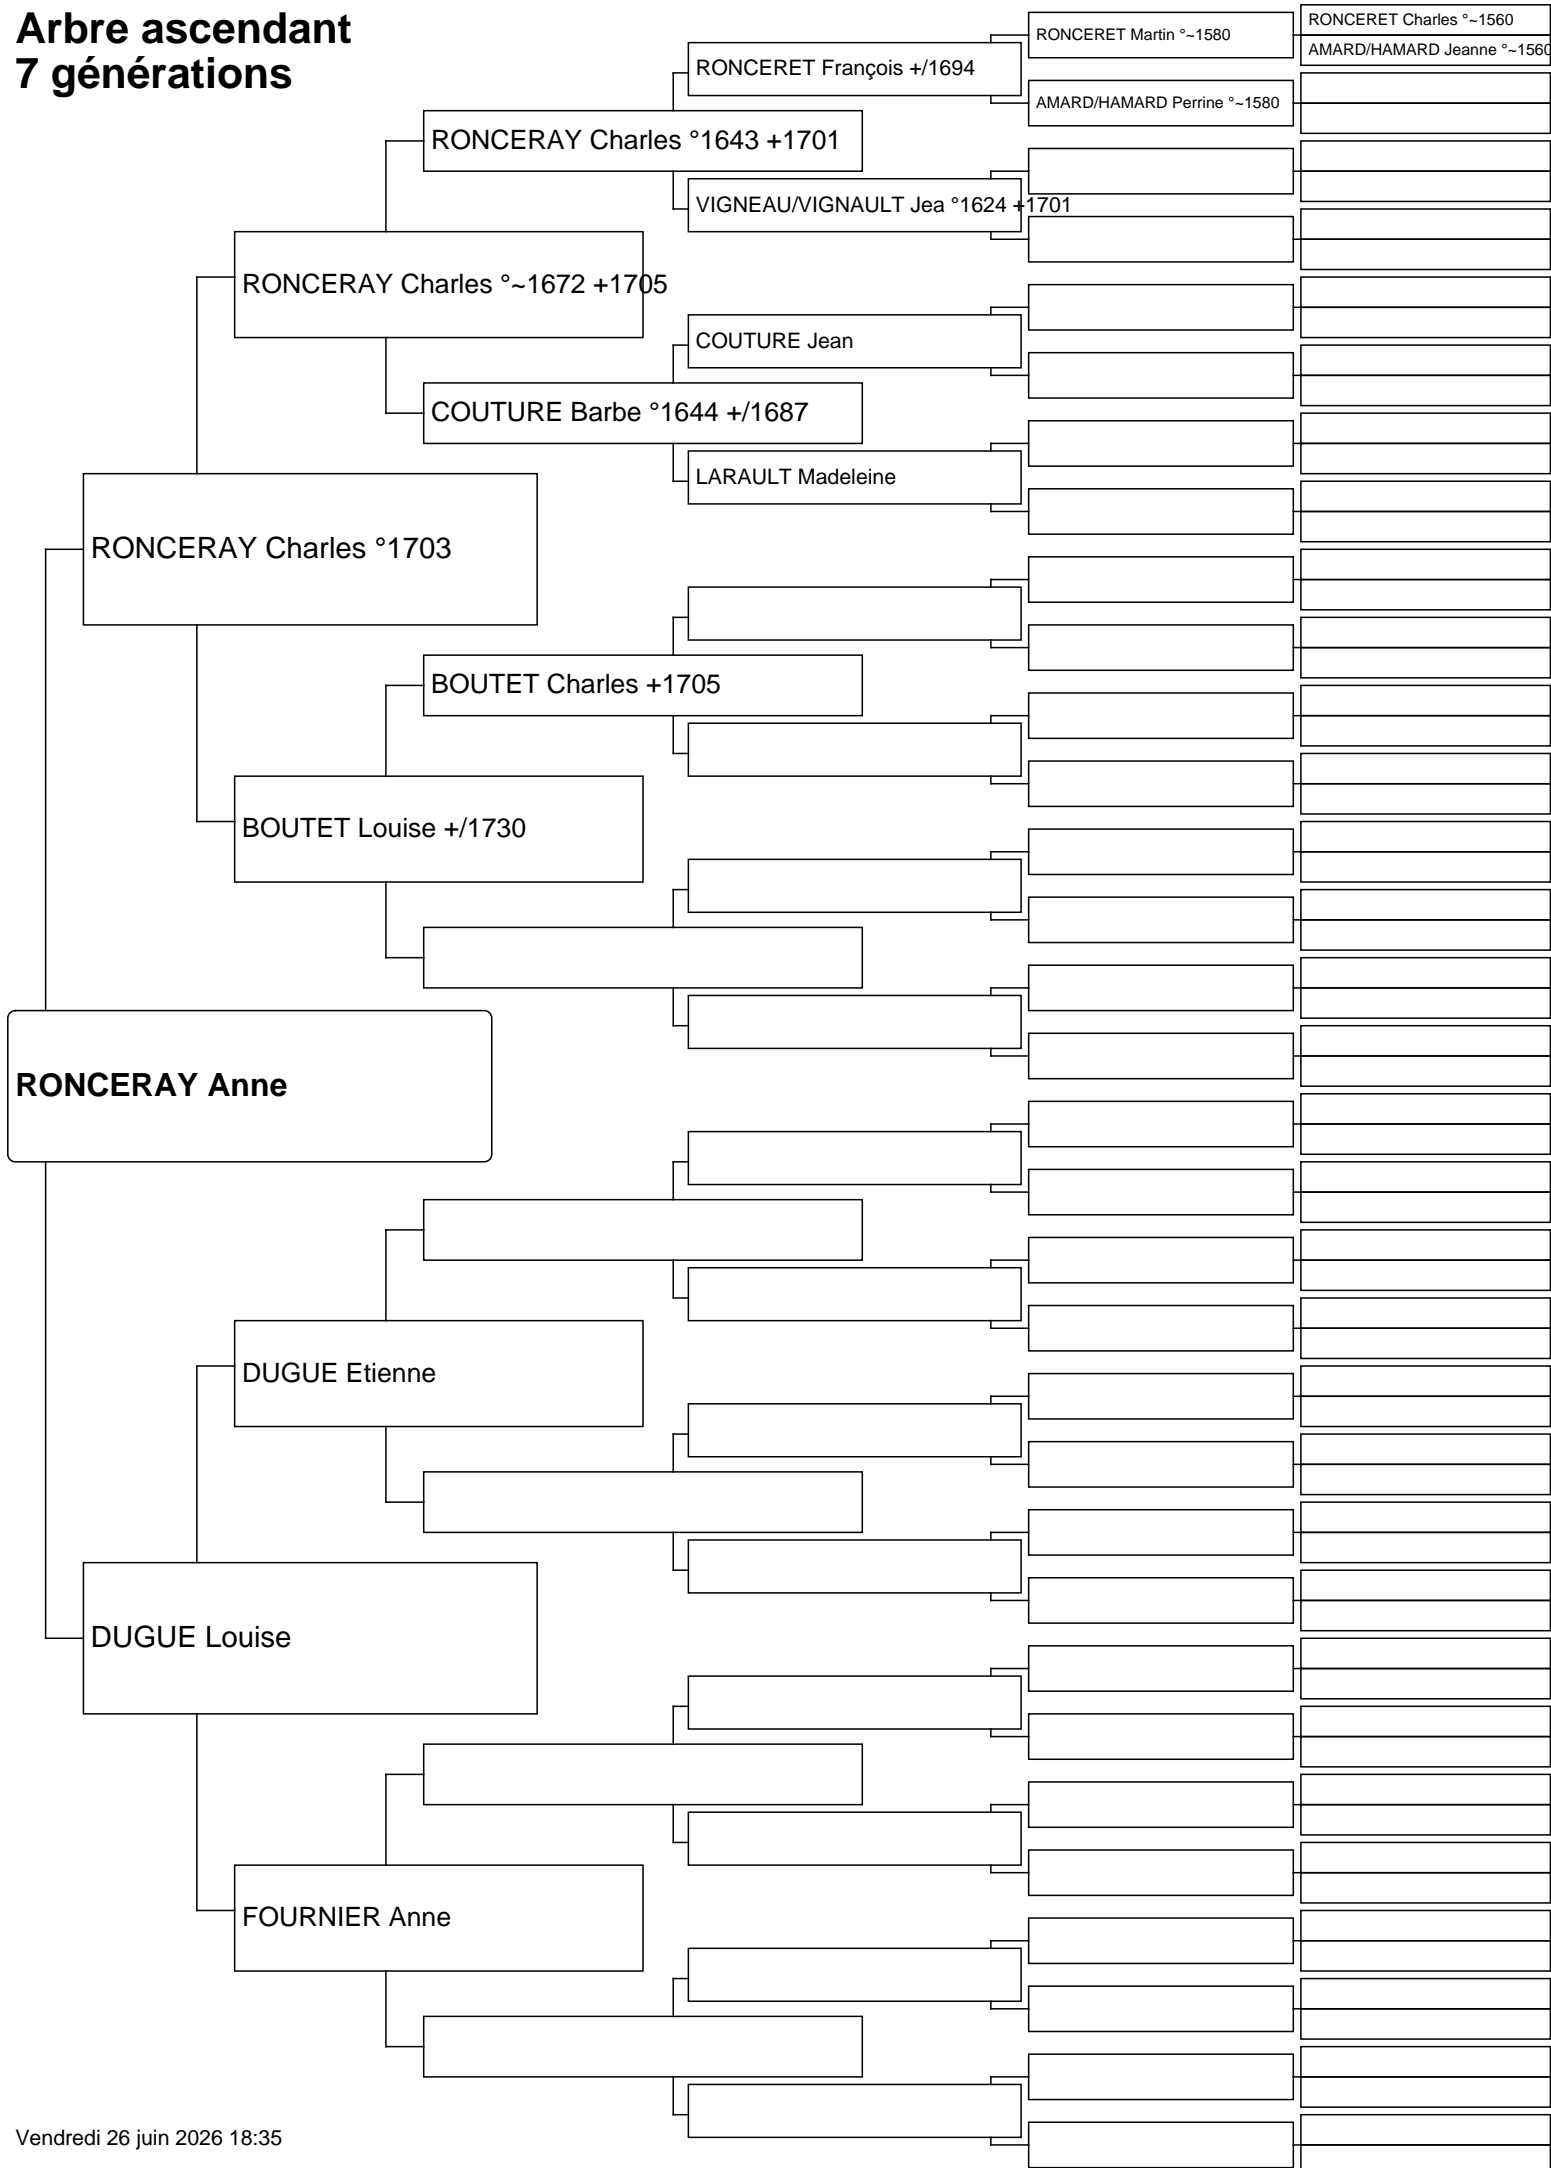 Arbre ascendant
7 générations
RONCERET Charles °~1560
RONCERET Martin °~1580
AMARD/HAMARD Jeanne °~1560
RONCERET François +/1694
AMARD/HAMARD Perrine °~1580
RONCERAY Charles °1643 +1701
VIGNEAU/VIGNAULT Jea °1624 +1701
RONCERAY Charles °~1672 +1705
COUTURE Jean
COUTURE Barbe °1644 +/1687
LARAULT Madeleine
RONCERAY Charles °1703
BOUTET Charles +1705
BOUTET Louise +/1730
RONCERAY Anne
DUGUE Etienne
DUGUE Louise
FOURNIER Anne
Vendredi 26 juin 2026 18:35